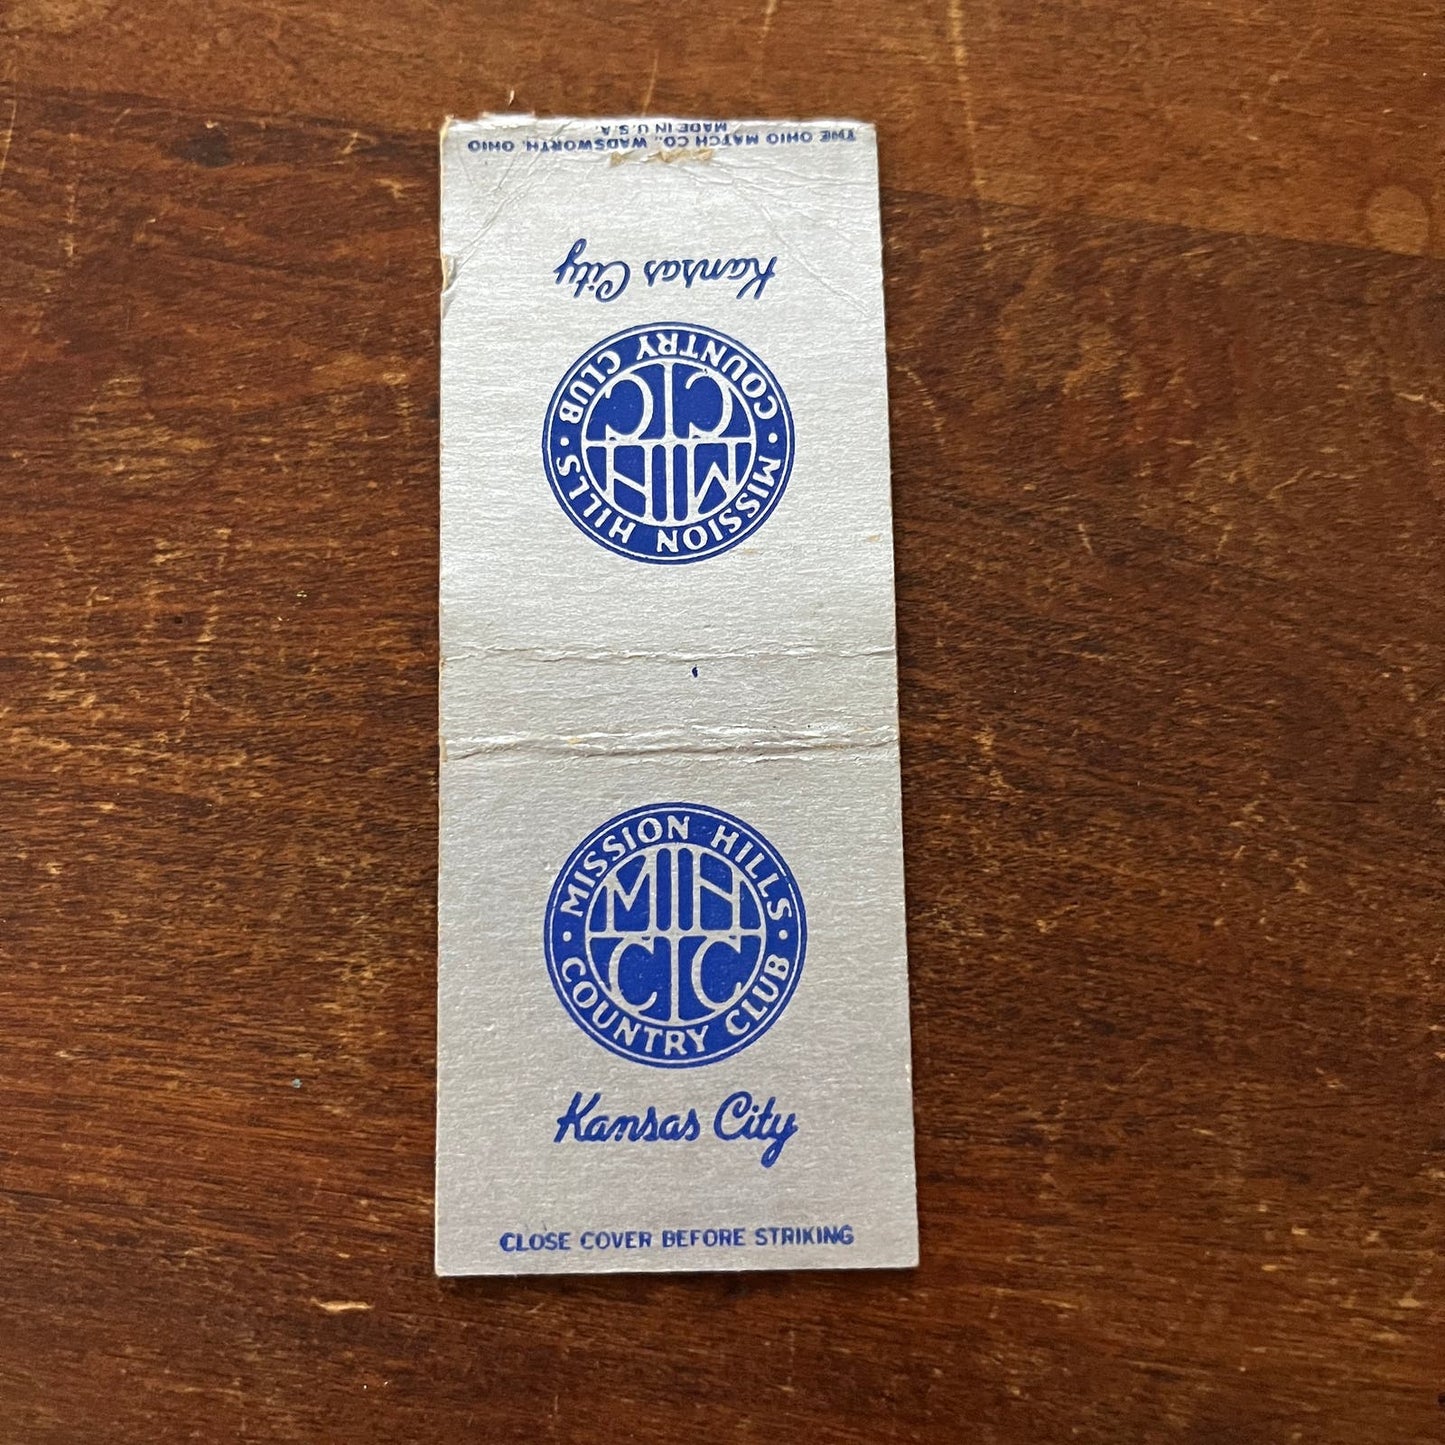 THE OHIO MATCH CO., WADSWORTH, OHIO
MADE IN U.S.A.
Kansas City
MISSION HILLS · COUNTRY CLUB ·
MH
CC
MISSION HILLS · COUNTRY CLUB ·
MH
CC
Kansas City
CLOSE COVER BEFORE STRIKING